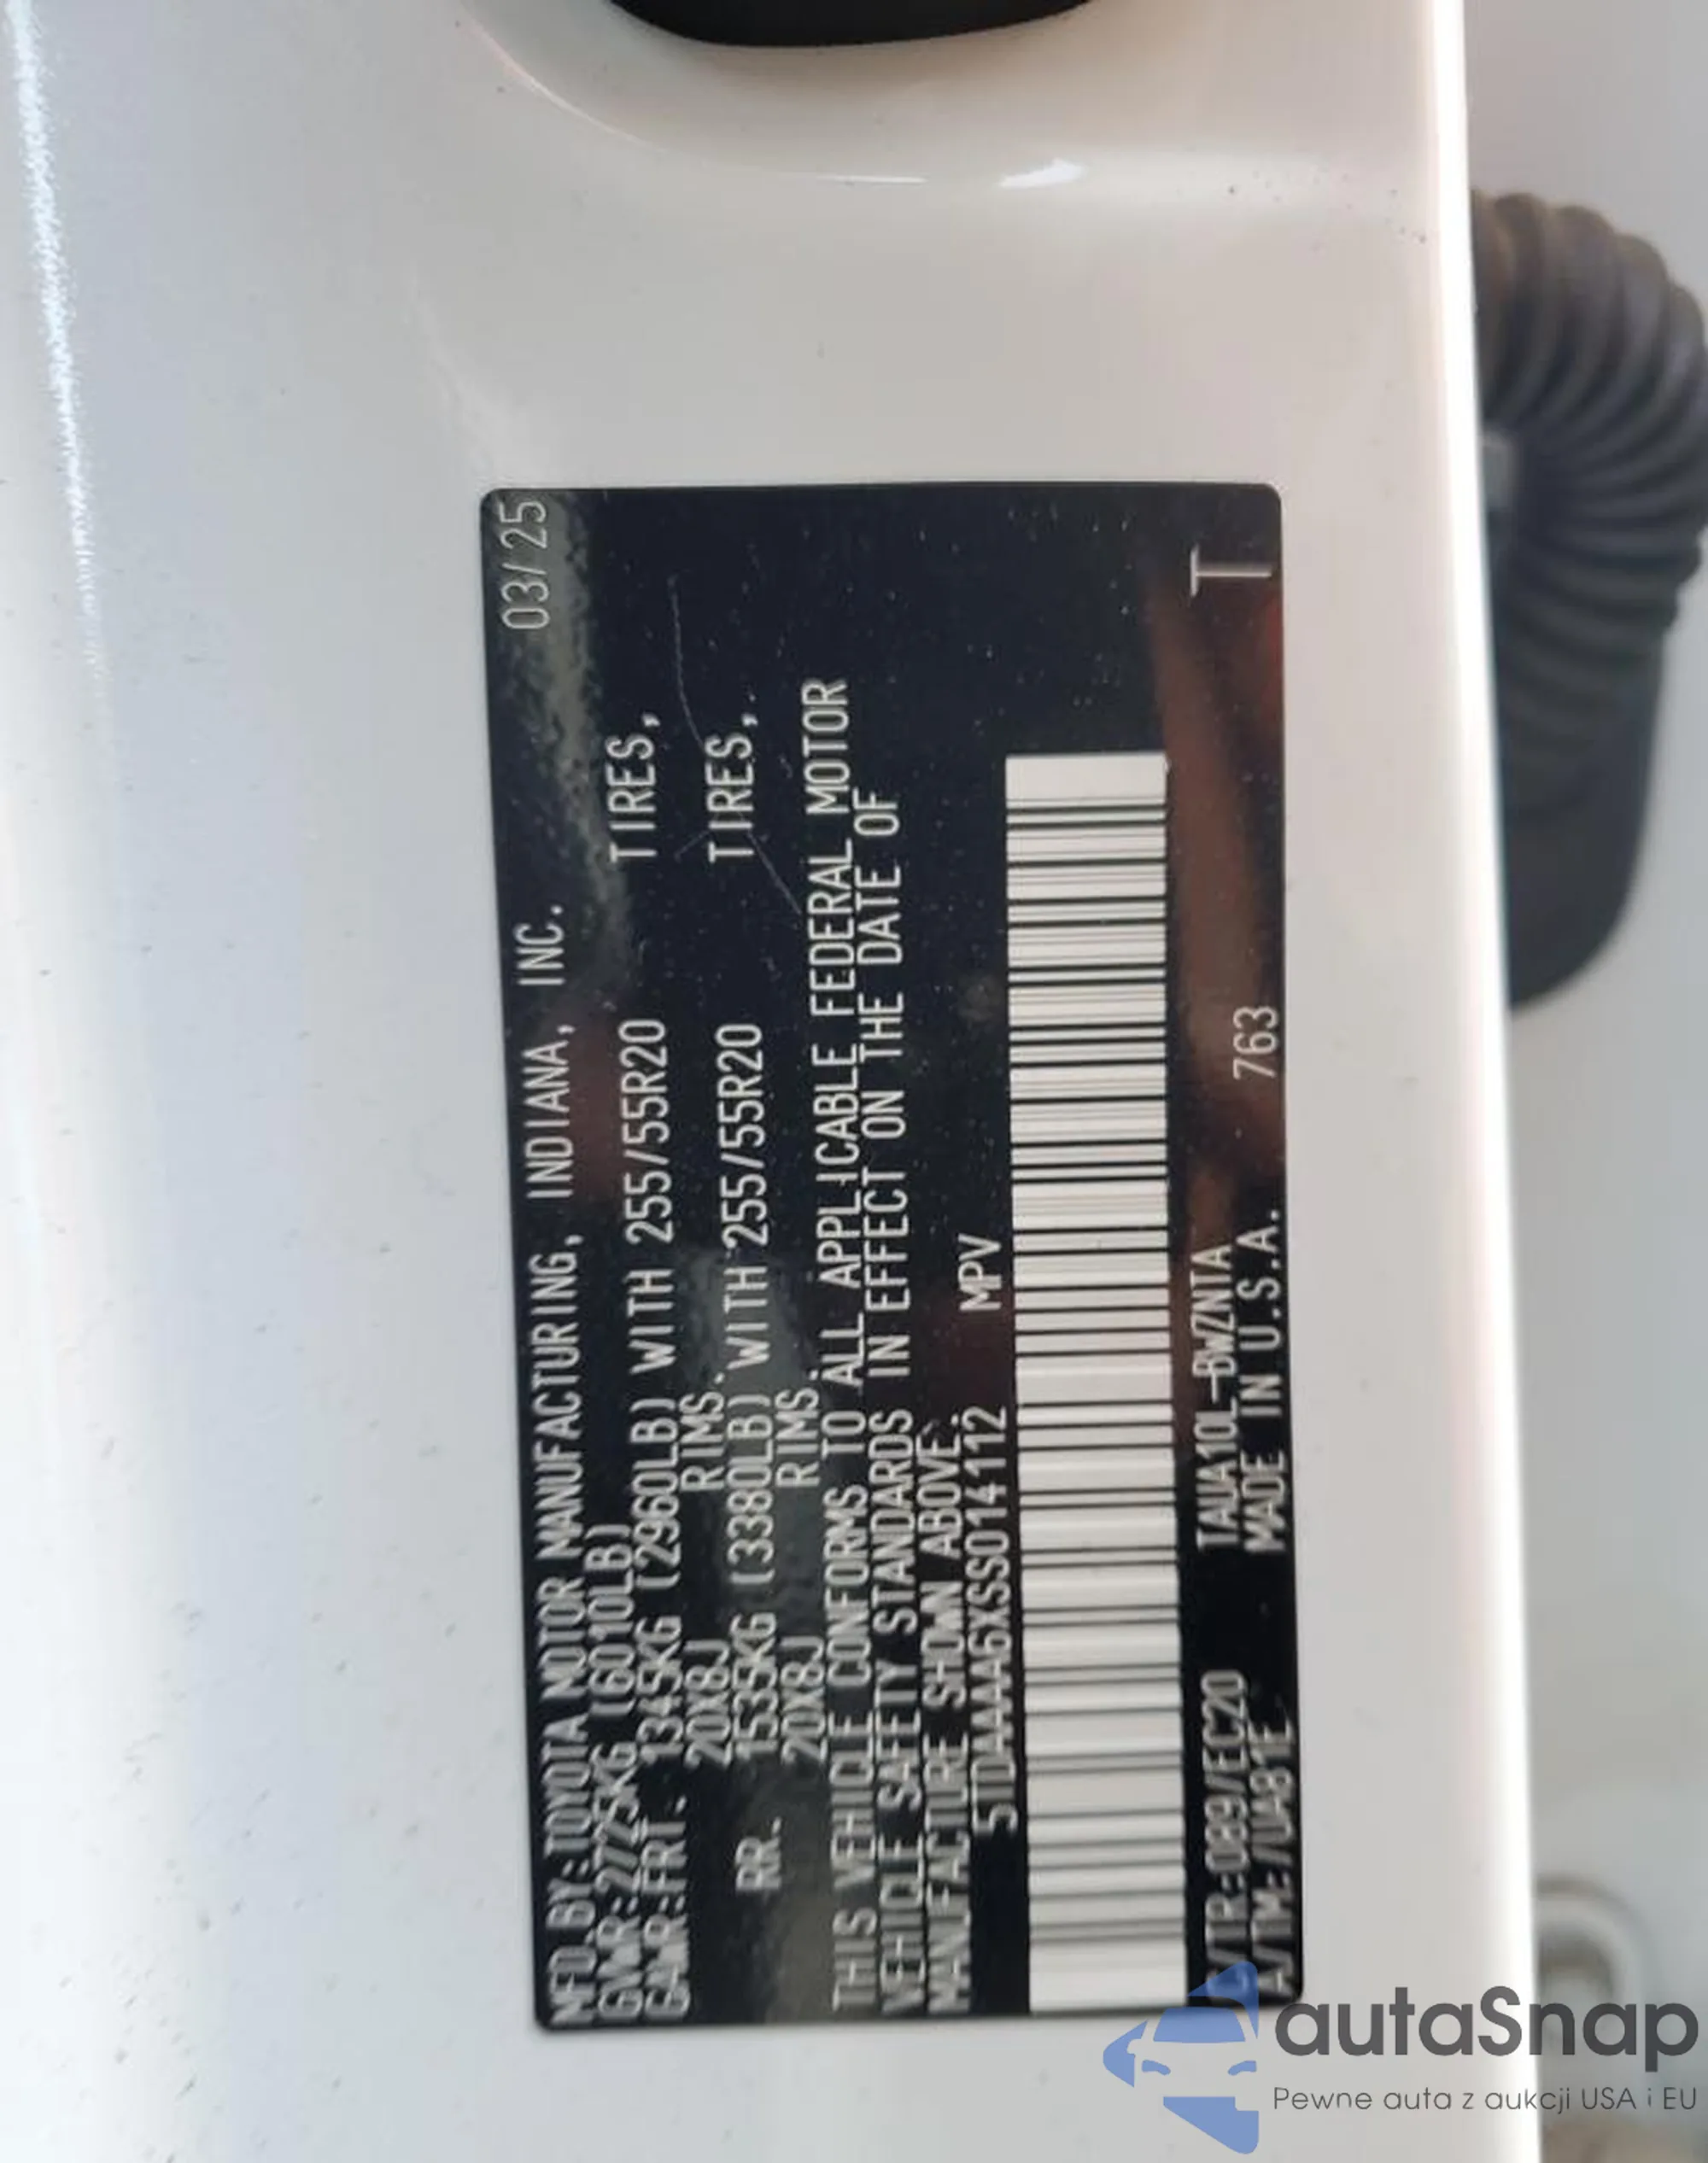 MFD. BY: TOYOTA MOTOR MANUFACTURING, INDIANA, INC. 03/25
GVWR: 2725KG (6010LB)
GAWR: FRT. 1345KG (2960LB) WITH 255/55R20 TIRES,
20X8J RIMS.
RR. 1535KG (3380LB) WITH 255/55R20 TIRES,
20X8J RIMS.
THIS VEHICLE CONFORMS TO ALL APPLICABLE FEDERAL MOTOR
VEHICLE SAFETY STANDARDS IN EFFECT ON THE DATE OF
MANUFACTURE SHOWN ABOVE.
5TDAAAA6XSS014112 MPV
C/TR: 089/EC20 TAUA10L-BWZNTA T
A/TM: /UA81E MADE IN U.S.A. 763
autaSnap
Pewne auta z aukcji USA i EU